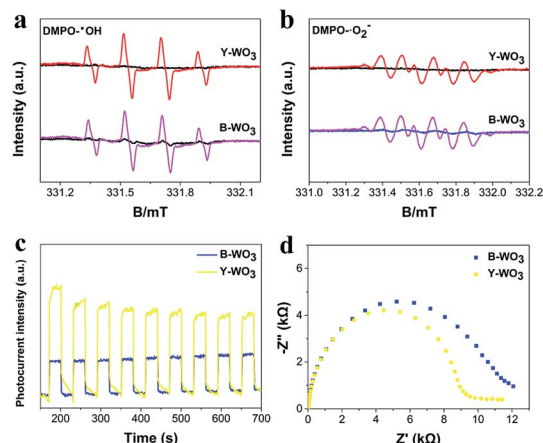 a
DMPO-·OH
Y-WO₃
B-WO₃
Intensity (a.u.)
331.2 331.5 331.8 332.1
B/mT
b
DMPO-·O₂⁻
Y-WO₃
B-WO₃
Intensity (a.u.)
331.0 331.2 331.4 331.6 331.8 332.0 332.2
B/mT
c
B-WO₃
Y-WO₃
Photocurrent intensity (a.u.)
200 300 400 500 600 700
Time (s)
d
B-WO₃
Y-WO₃
-Z" (kΩ)
8
6
4
2
0
0 2 4 6 8 10 12 14
Z' (kΩ)